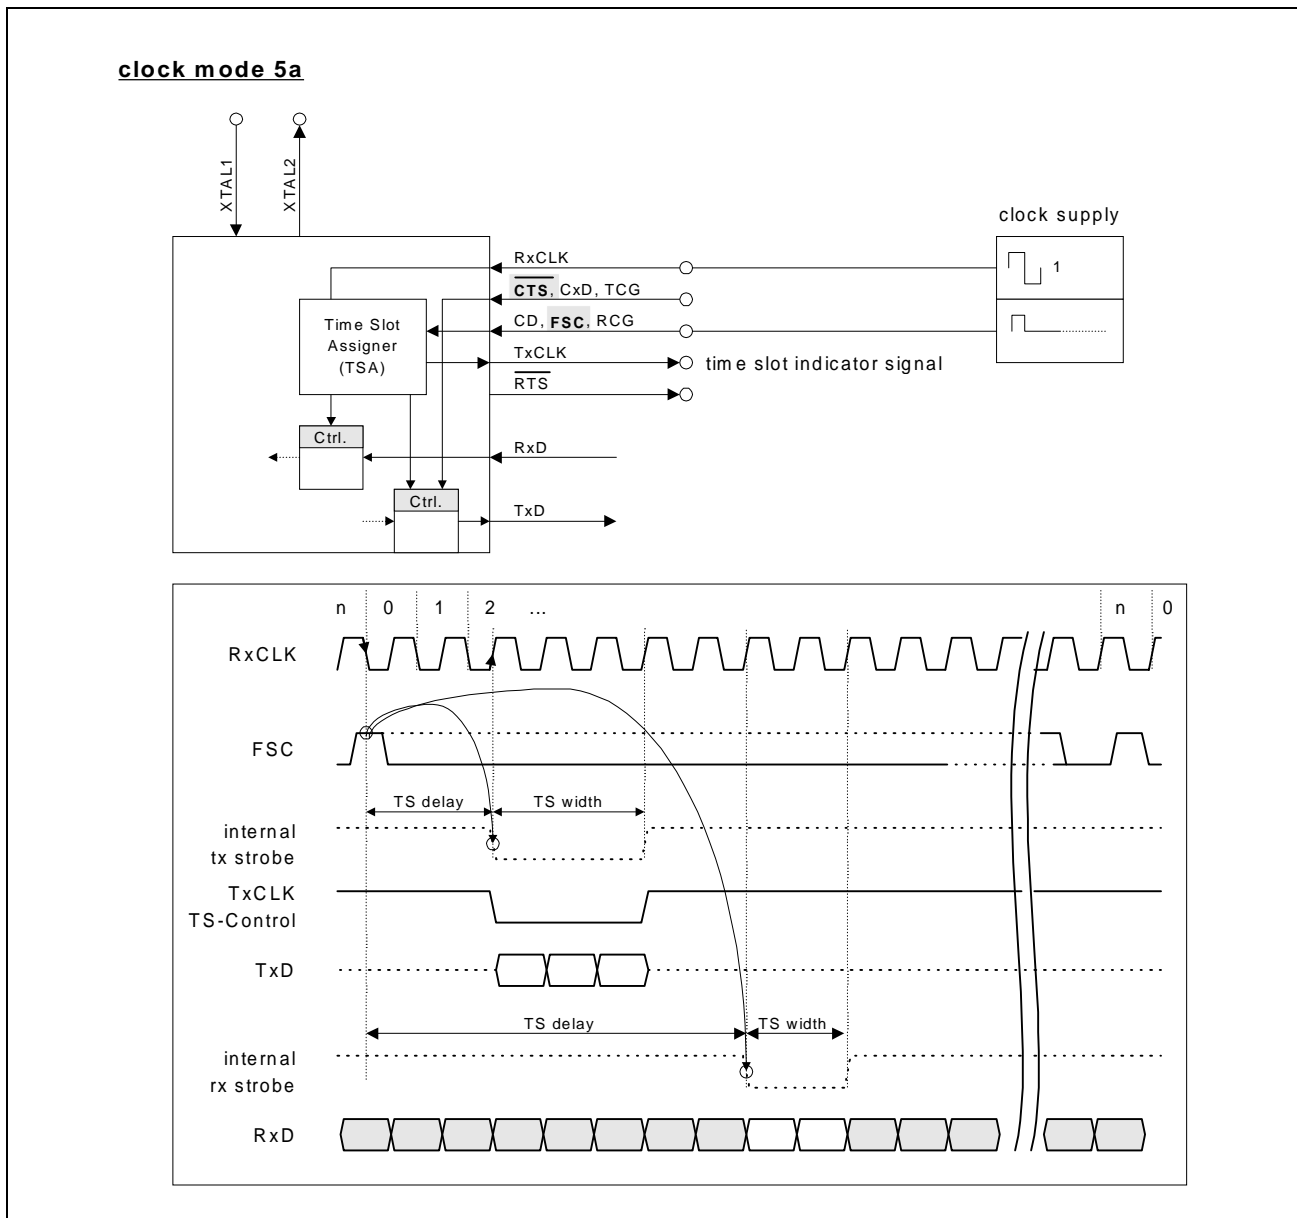 clock mode 5a
XTAL1
XTAL2
clock supply
RxCLK
1
CTS, CxD, TCG
Time Slot
Assigner
(TSA)
CD, FSC, RCG
TxCLK
time slot indicator signal
RTS
Ctrl.
RxD
Ctrl.
TxD
n 0 1 2 ... n 0
RxCLK
FSC
TS delay TS width
internal
tx strobe
TxCLK
TS-Control
TxD
TS delay TS width
internal
rx strobe
RxD